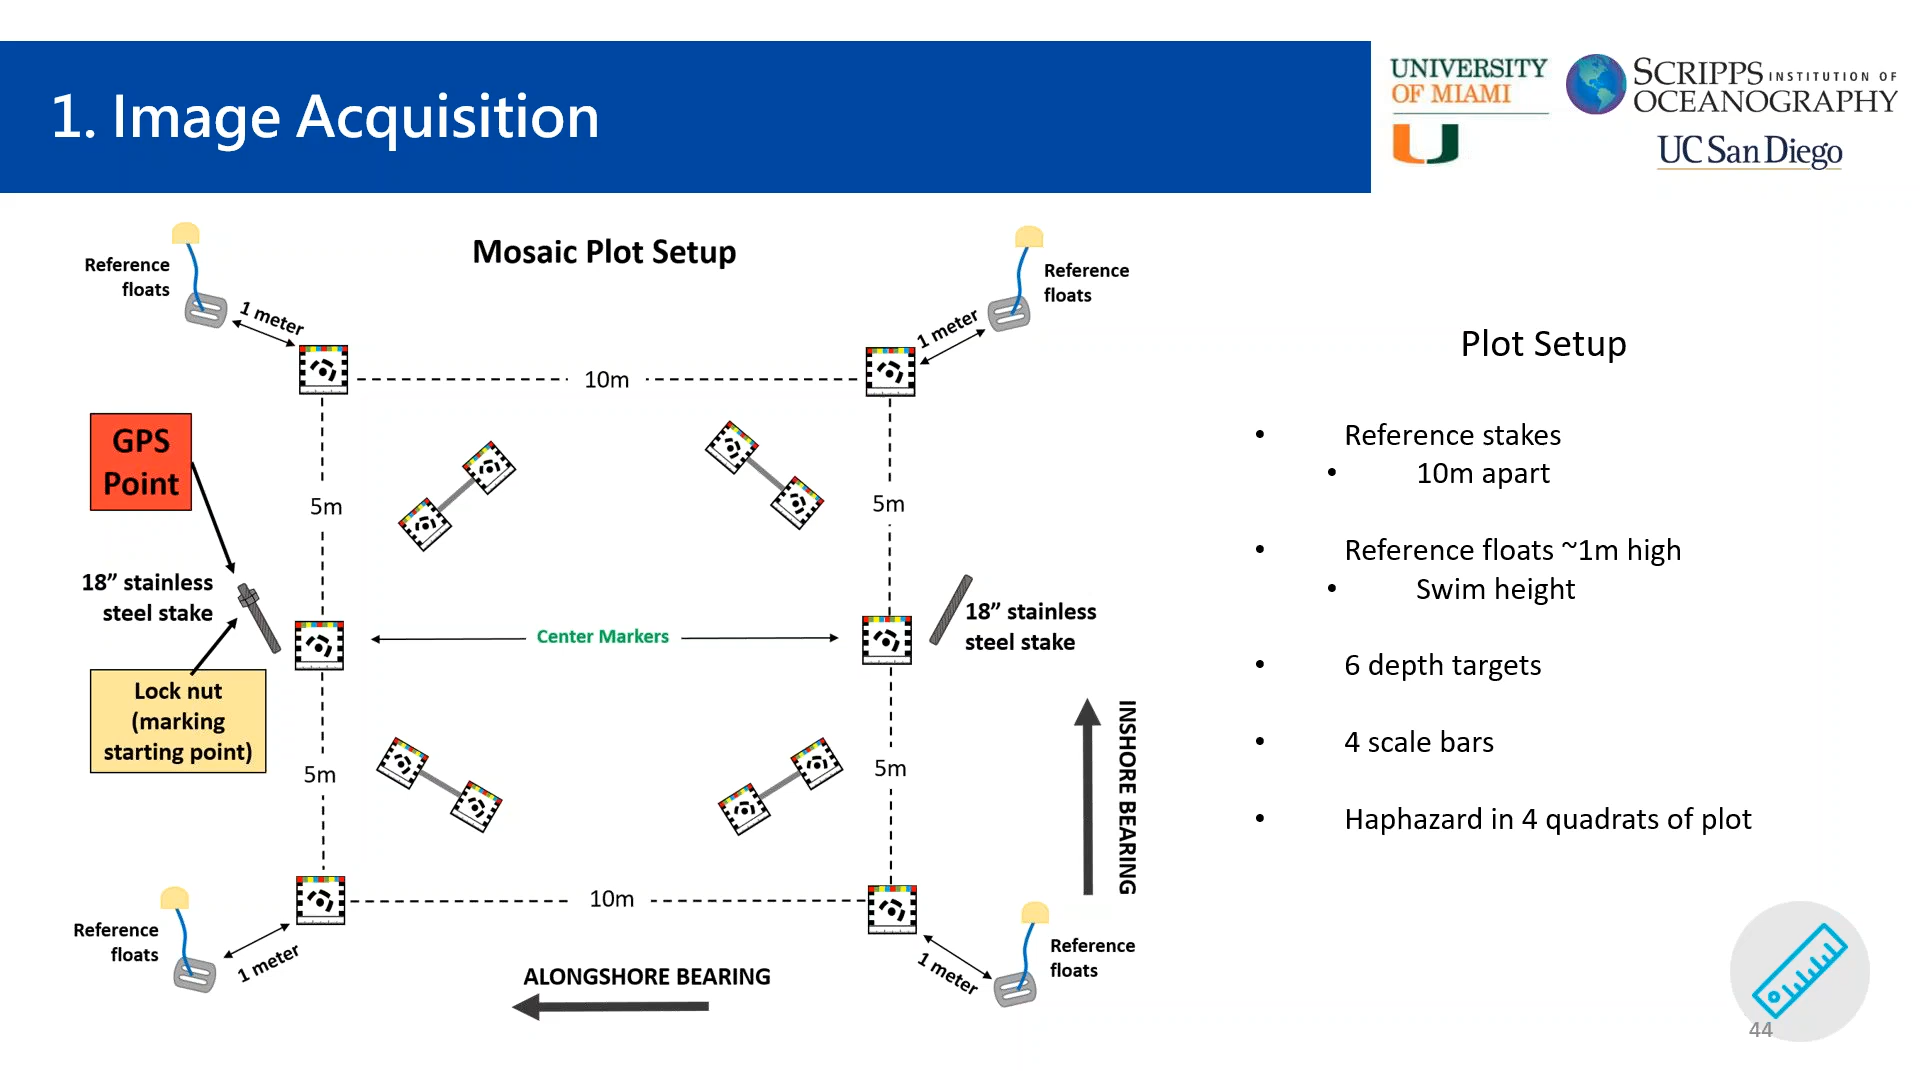 1. Image Acquisition
UNIVERSITY
OF MIAMI
SCRIPPS INSTITUTION OF
OCEANOGRAPHY
UC San Diego
Mosaic Plot Setup
Reference
floats
1 meter
Reference
floats
1 meter
10m
GPS
Point
5m
5m
18” stainless
steel stake
Center Markers
18” stainless
steel stake
Lock nut
(marking
starting point)
5m
5m
INSHORE BEARING
10m
Reference
floats
1 meter
ALONGSHORE BEARING
1 meter
Reference
floats
Plot Setup
• Reference stakes
• 10m apart
• Reference floats ~1m high
• Swim height
• 6 depth targets
• 4 scale bars
• Haphazard in 4 quadrats of plot
44